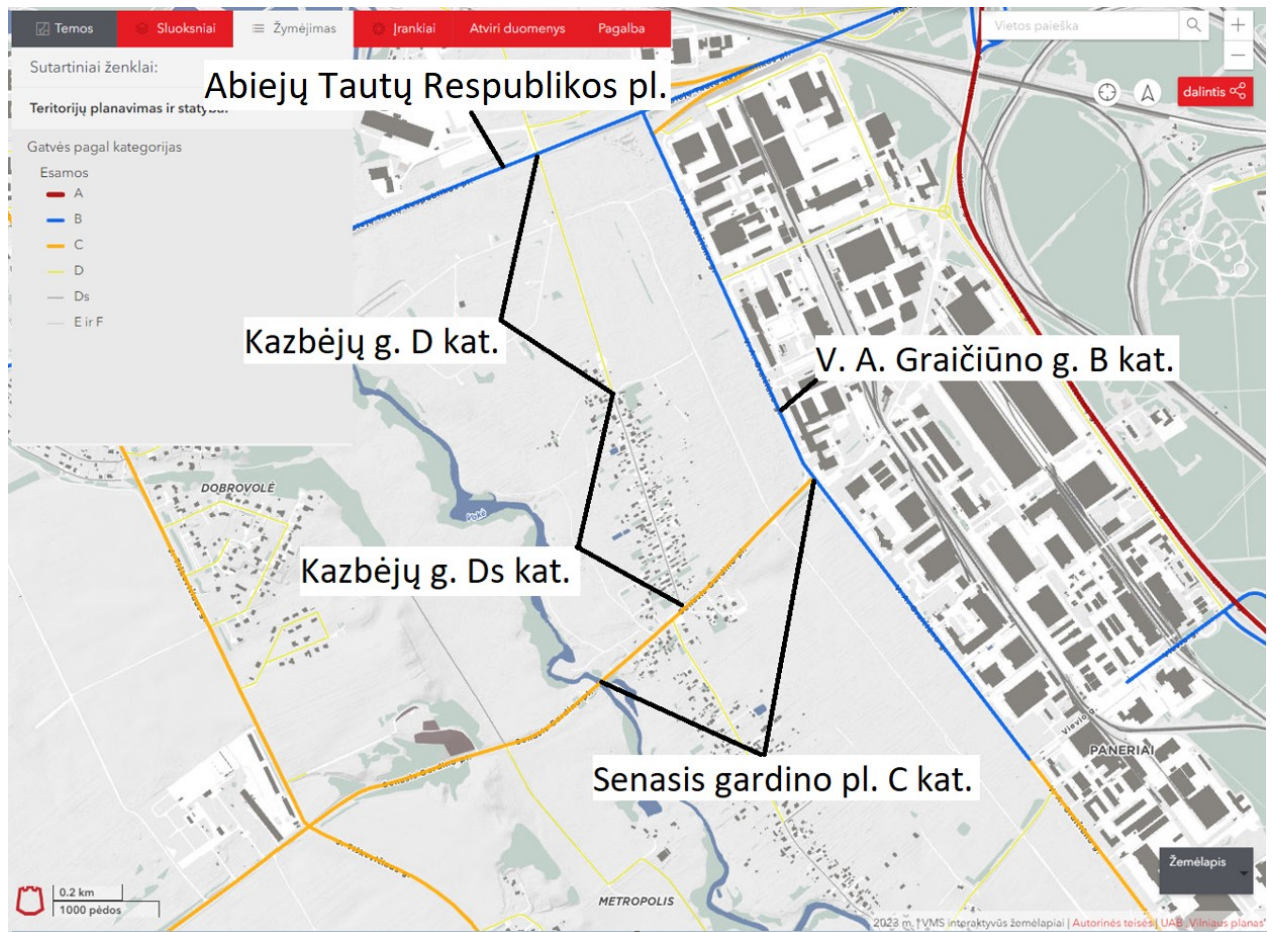 Temos
Sluoksniai
Žymėjimas
Įrankiai
Atviri duomenys
Pagalba
Vietos paieška
Sutartiniai ženklai:
Abiejų Tautų Respublikos pl.
dalintis
Teritorijų planavimas ir statyba:
Gatvės pagal kategorijas
Esamos
A
B
C
D
Ds
E ir F
Kazbėjų g. D kat.
V. A. Graičiūno g. B kat.
DOBROVOLĖ
Vokė
Kazbėjų g. Ds kat.
Senasis gardino pl. C kat.
Vievio g.
PANERIAI
Žemėlapis
0.2 km
1000 pėdos
METROPOLIS
2023 m. "VMS interaktyvūs žemėlapiai | Autorinės teisės | UAB „Vilniaus planas"